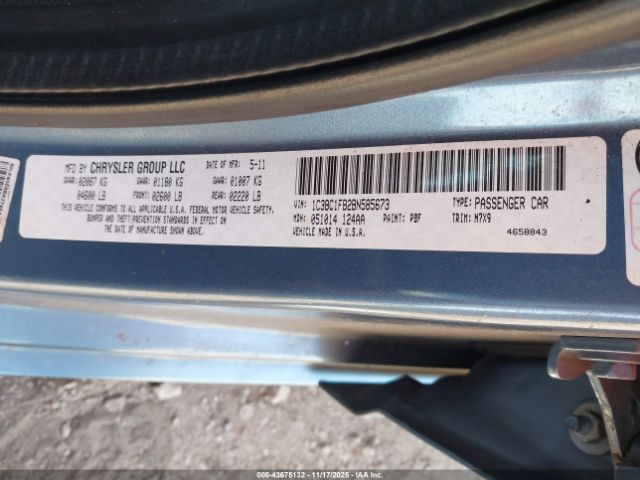 MFD BY CHRYSLER GROUP LLC DATE OF MFR: 5-11
GVWR: 02087 KG GAWR: 01180 KG GAWR: 01007 KG
04600 LB FRONT: 02600 LB REAR: 02220 LB
THIS VEHICLE CONFORMS TO ALL APPLICABLE U.S.A. FEDERAL MOTOR VEHICLE SAFETY,
BUMPER AND THEFT PREVENTION STANDARDS IN EFFECT ON THE
DATE OF MANUFACTURE SHOWN ABOVE.
VIN: 1C3BC1FB2BN585673 TYPE: PASSENGER CAR
MDH: 051014 124AA PAINT: PBF TRIM: M7X9
VEHICLE MADE IN U.S.A. 4658843
000-43675132 - 11/17/2025 - IAAI.COM